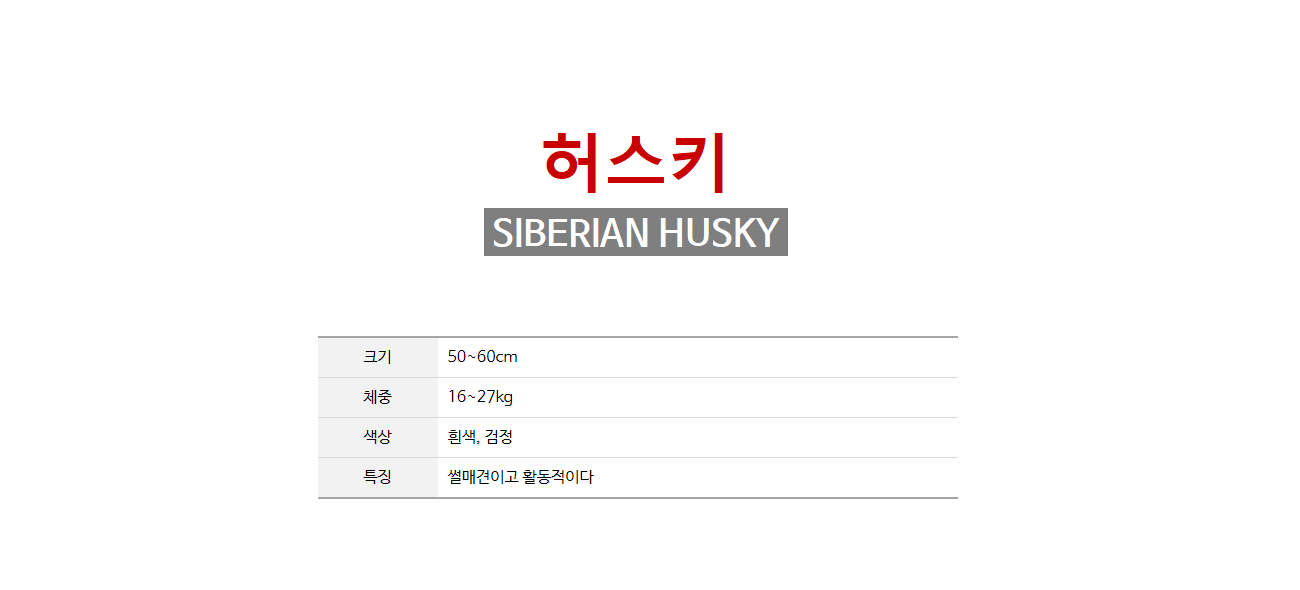 허스키
SIBERIAN HUSKY
크기 50~60cm
체중 16~27kg
색상 흰색, 검정
특징 썰매견이고 활동적이다